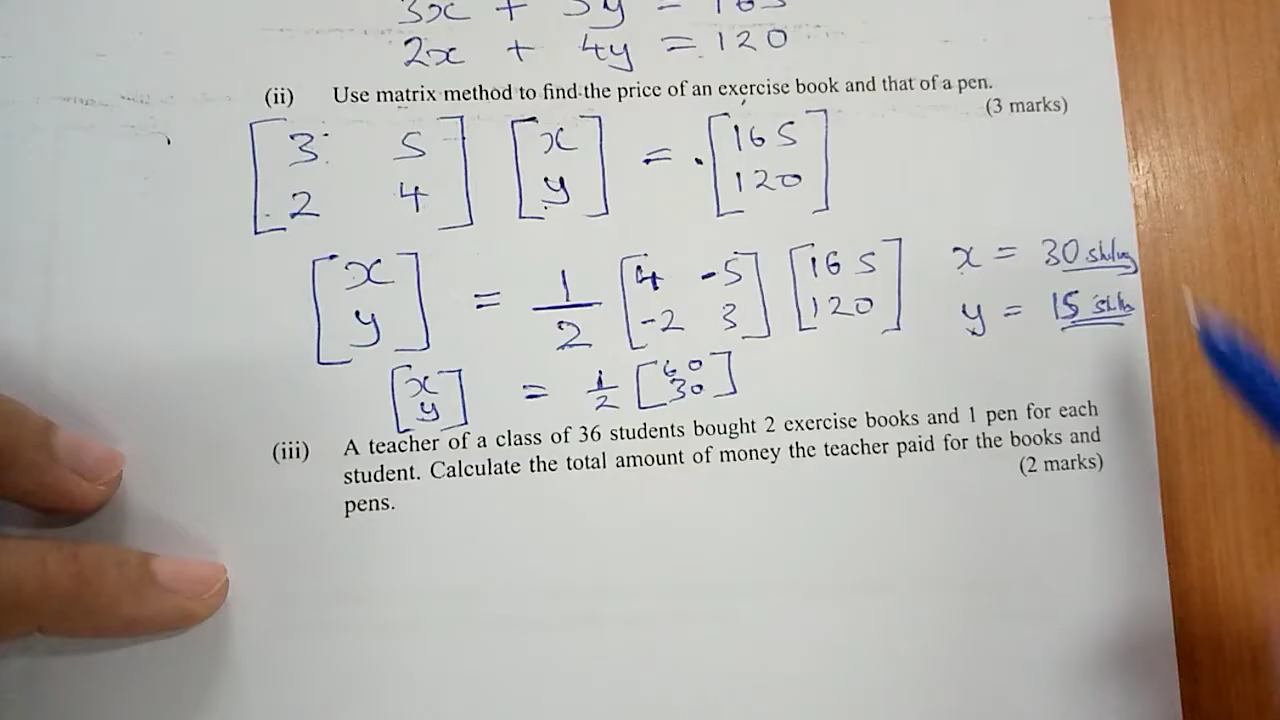 3x + 5y = 165
2x + 4y = 120
(ii) Use matrix method to find the price of an exercise book and that of a pen.
(3 marks)
[3 5] [x] = [165]
[2 4] [y] [120]
[x] = 1/2 [4 -5] [165] x = 30
[y] [-2 3] [120] y = 15
[x] = 1/2 [60]
[y] [30]
(iii) A teacher of a class of 36 students bought 2 exercise books and 1 pen for each
student. Calculate the total amount of money the teacher paid for the books and
pens. (2 marks)